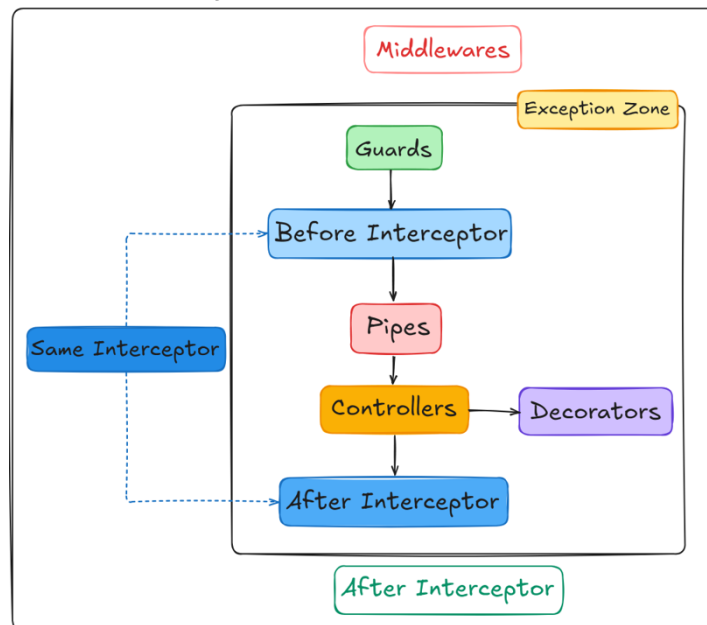 Middlewares
Exception Zone
Guards
Before Interceptor
Pipes
Same Interceptor
Controllers
Decorators
After Interceptor
After Interceptor